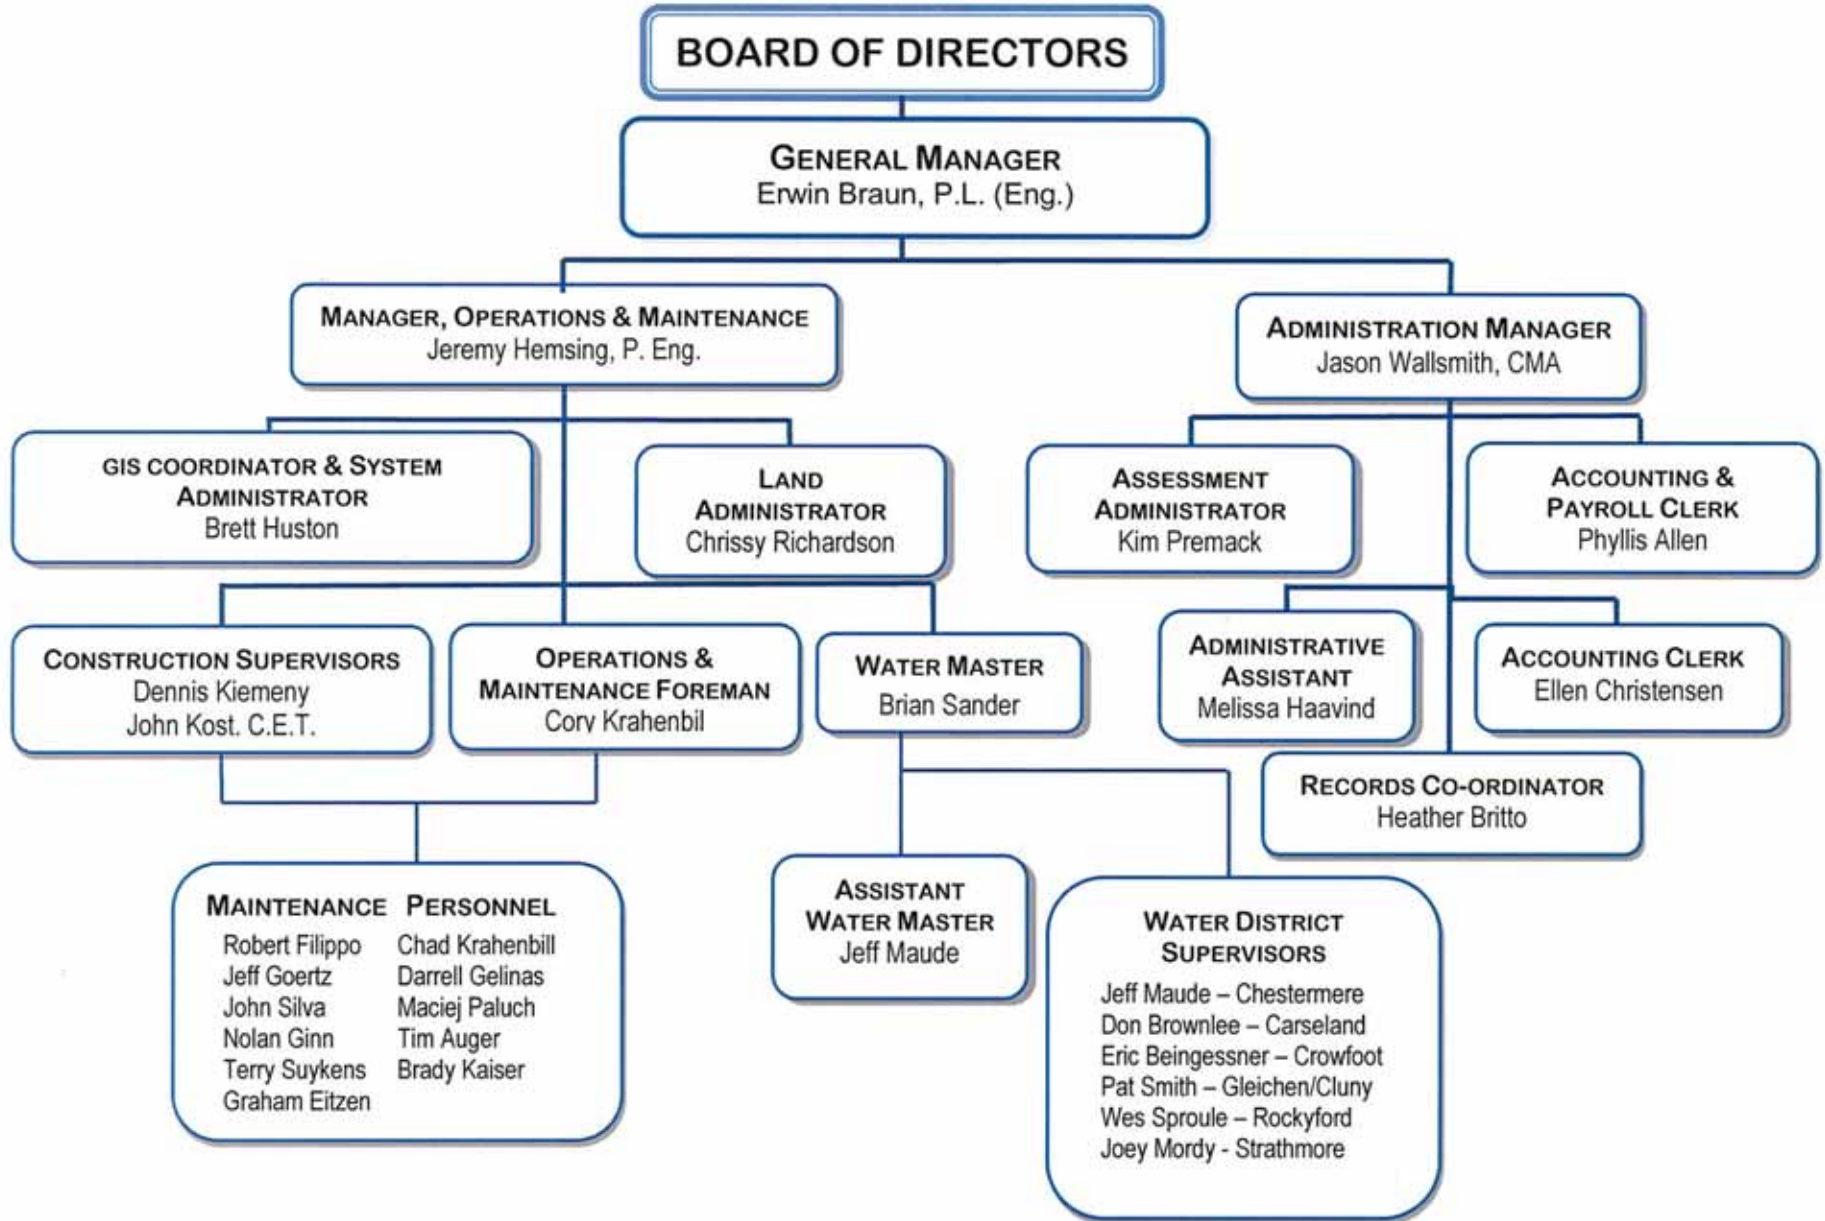 BOARD OF DIRECTORS
GENERAL MANAGER
Erwin Braun, P.L. (Eng.)
MANAGER, OPERATIONS & MAINTENANCE
Jeremy Hemsing, P. Eng.
ADMINISTRATION MANAGER
Jason Wallsmith, CMA
GIS COORDINATOR & SYSTEM
ADMINISTRATOR
Brett Huston
LAND
ADMINISTRATOR
Chrissy Richardson
ASSESSMENT
ADMINISTRATOR
Kim Premack
ACCOUNTING &
PAYROLL CLERK
Phyllis Allen
CONSTRUCTION SUPERVISORS
Dennis Kiemeny
John Kost. C.E.T.
OPERATIONS &
MAINTENANCE FOREMAN
Cory Krahenbil
WATER MASTER
Brian Sander
ADMINISTRATIVE
ASSISTANT
Melissa Haavind
ACCOUNTING CLERK
Ellen Christensen
RECORDS CO-ORDINATOR
Heather Britto
MAINTENANCE PERSONNEL
Robert Filippo Chad Krahenbill
Jeff Goertz Darrell Gelinas
John Silva Maciej Paluch
Nolan Ginn Tim Auger
Terry Suykens Brady Kaiser
Graham Eitzen
ASSISTANT
WATER MASTER
Jeff Maude
WATER DISTRICT
SUPERVISORS
Jeff Maude – Chestermere
Don Brownlee – Carseland
Eric Beingessner – Crowfoot
Pat Smith – Gleichen/Cluny
Wes Sproule – Rockyford
Joey Mordy - Strathmore